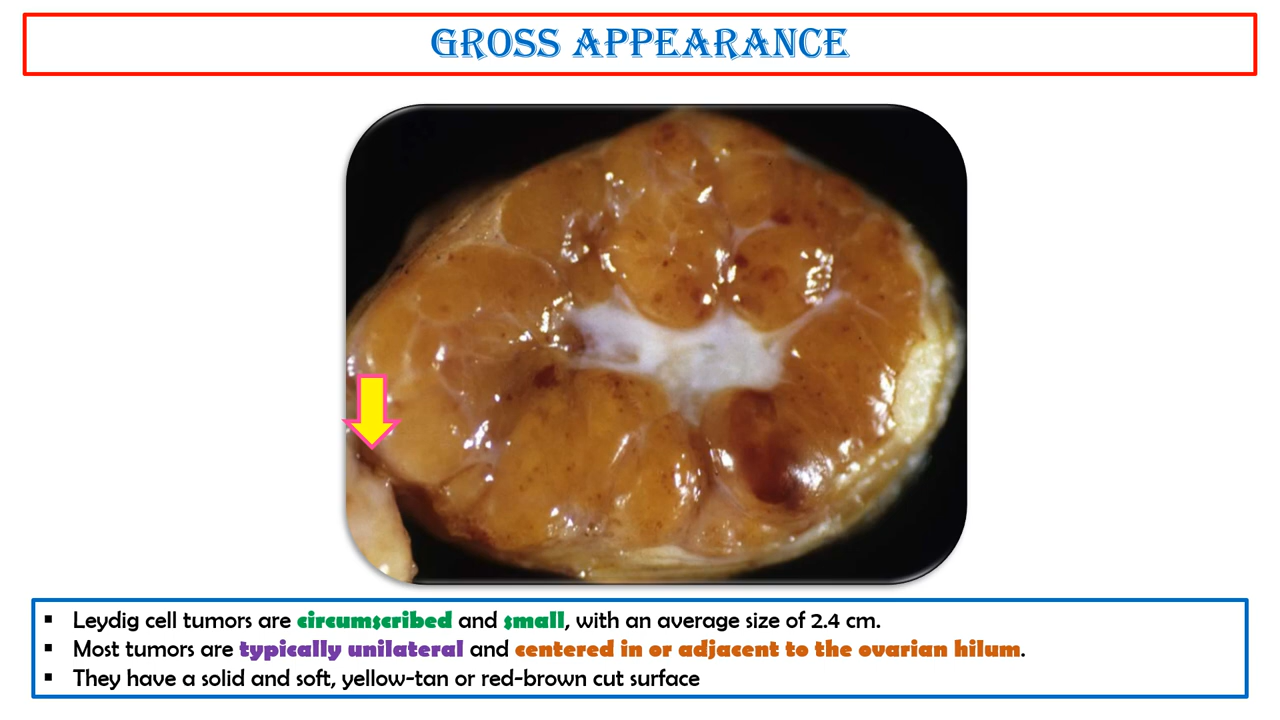 GROSS APPEARANCE
▪ Leydig cell tumors are circumscribed and small, with an average size of 2.4 cm.
▪ Most tumors are typically unilateral and centered in or adjacent to the ovarian hilum.
▪ They have a solid and soft, yellow-tan or red-brown cut surface